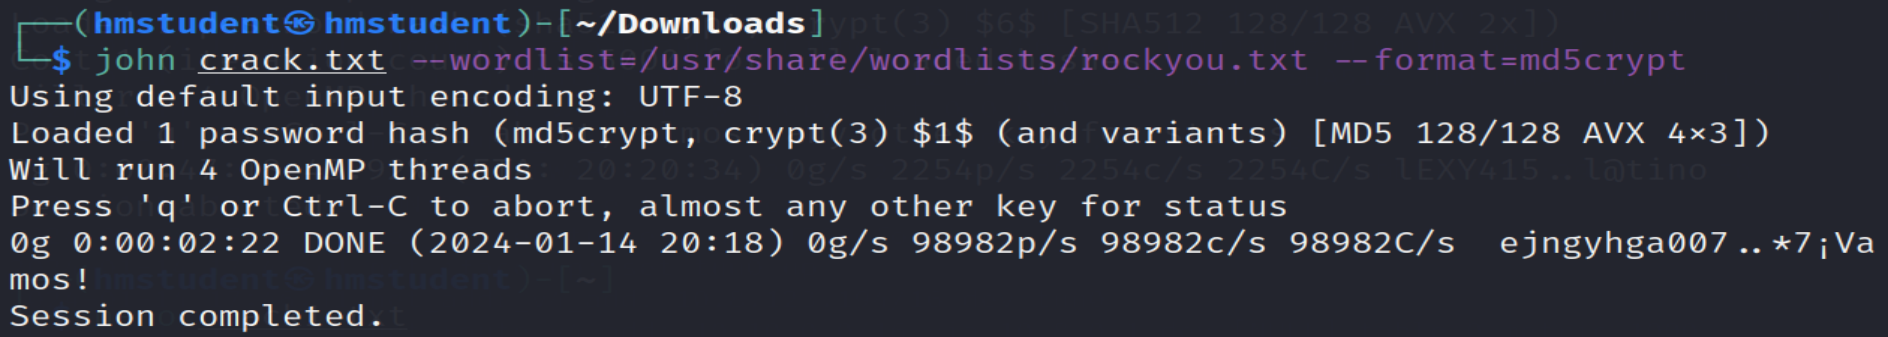 ┌──(hmstudent㉿hmstudent)-[~/Downloads]
└─$ john crack.txt --wordlist=/usr/share/wordlists/rockyou.txt --format=md5crypt
Using default input encoding: UTF-8
Loaded 1 password hash (md5crypt, crypt(3) $1$ (and variants) [MD5 128/128 AVX 4×3])
Will run 4 OpenMP threads
Press 'q' or Ctrl-C to abort, almost any other key for status
0g 0:00:02:22 DONE (2024-01-14 20:18) 0g/s 98982p/s 98982c/s 98982C/s  ejngyhga007..*7¡Va
mos!
Session completed.